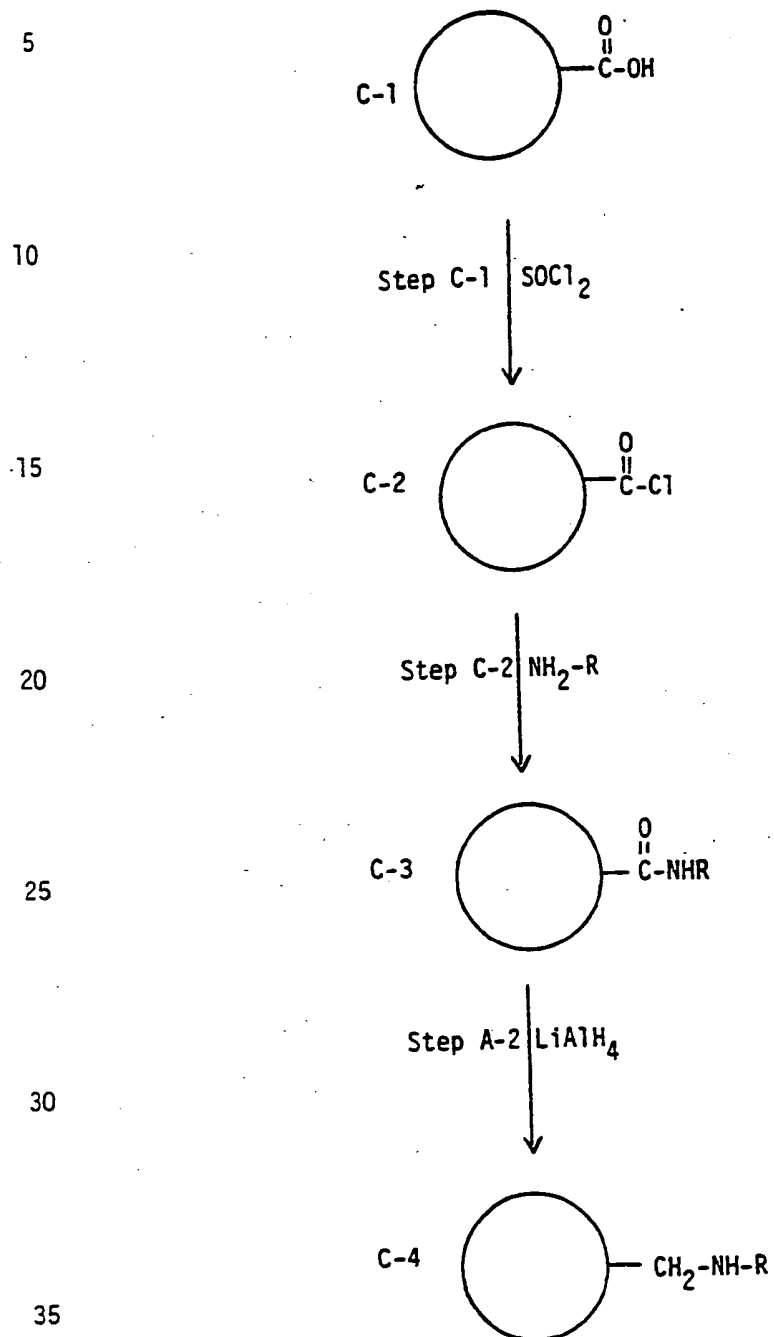 5
O
C-1
C-OH
10
Step C-1 SOCl2
15
O
C-2
C-Cl
20
Step C-2 NH2-R
O
C-3
C-NHR
25
Step A-2 LiAlH4
30
C-4
CH2-NH-R
35